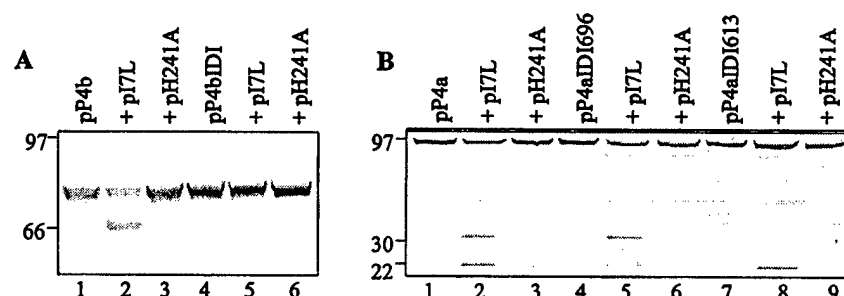 A
pP4b
+ pI7L
+ pH241A
pP4bIDI
+ pI7L
+ pH241A
97
66
1 2 3 4 5 6
B
pP4a
+ pI7L
+ pH241A
pP4aIDI696
+ pI7L
+ pH241A
pP4aIDI613
+ pI7L
+ pH241A
97
30
22
1 2 3 4 5 6 7 8 9